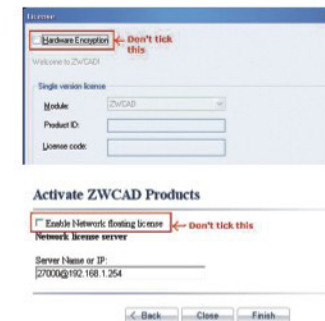 License
Hardware Encryption
Don't tick this
Welcome to ZWCAD!
Single version license
Module: ZWCAD
Product ID:
License code:
Activate ZWCAD Products
Enable Network floating license
Don't tick this
Network license server
Server Name or IP:
27000@192.168.1.254
< Back
Close
Finish